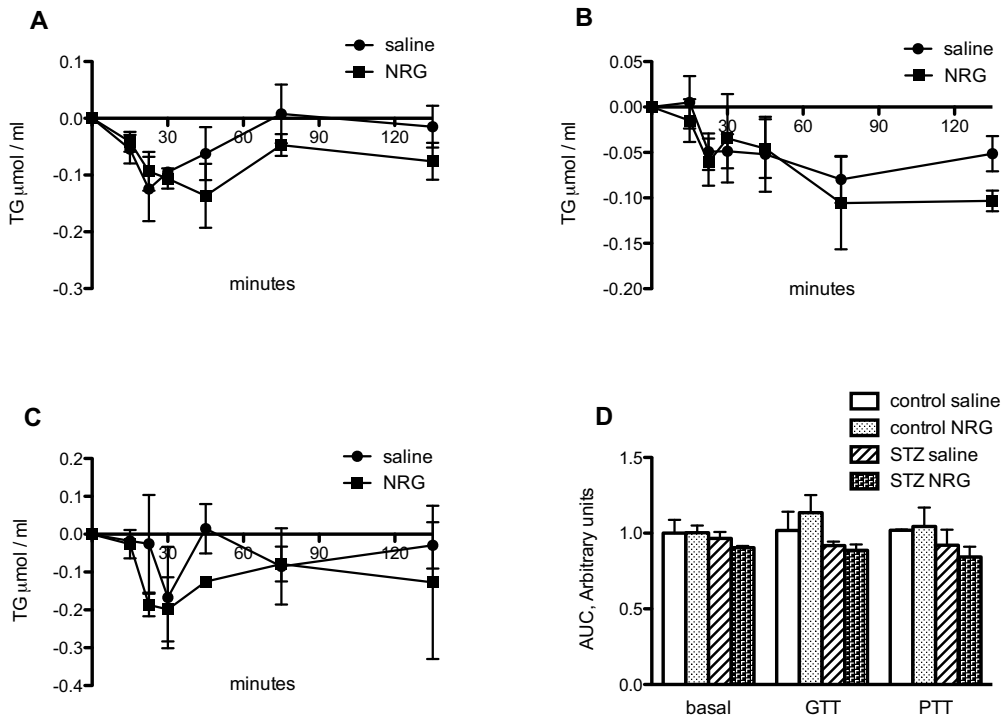 A
saline
NRG
TG µmol / ml
0.1
0.0
-0.1
-0.2
-0.3
30
60
90
120
minutes
B
saline
NRG
TG µmol / ml
0.05
0.00
-0.05
-0.10
-0.15
-0.20
30
60
90
120
minutes
C
saline
NRG
TG µmol / ml
0.2
0.1
0.0
-0.1
-0.2
-0.3
-0.4
30
60
90
120
minutes
D
control saline
control NRG
STZ saline
STZ NRG
AUC, Arbitrary units
1.5
1.0
0.5
0.0
basal
GTT
PTT